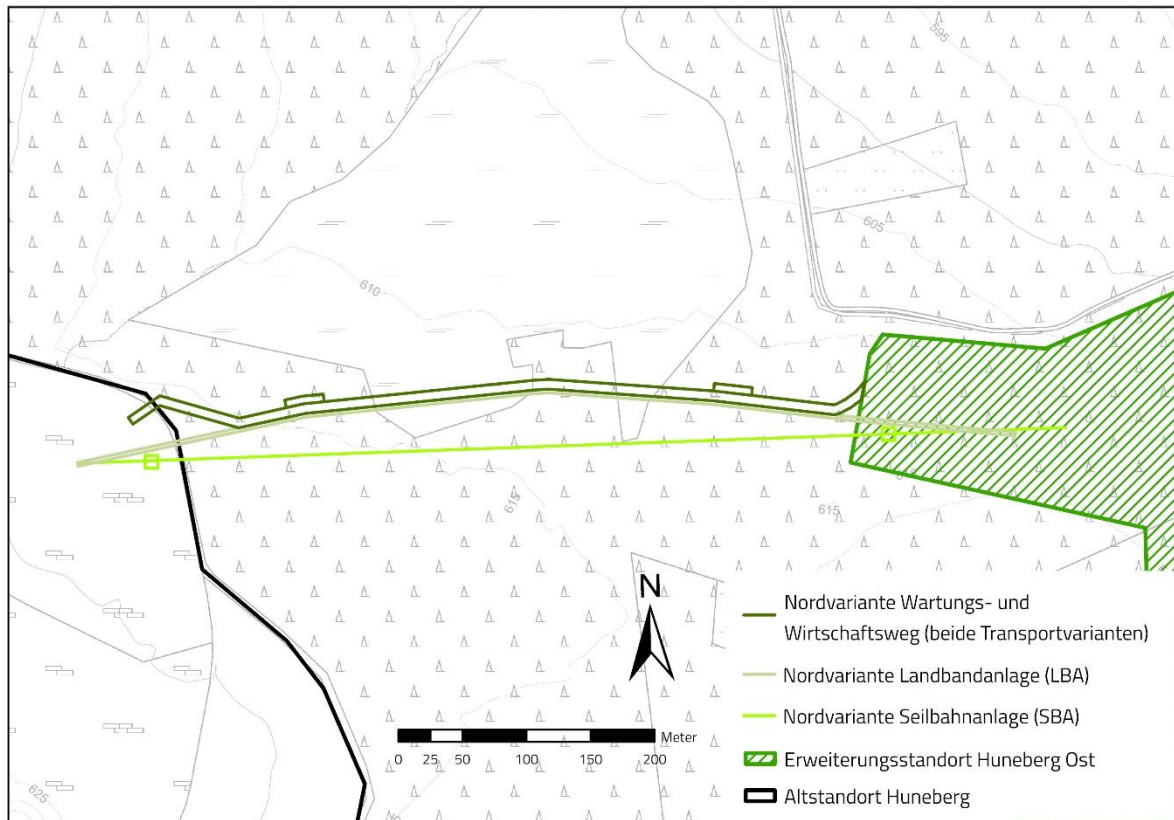 595
605
610
615
615
625
N
Nordvariante Wartungs- und
Wirtschaftsweg (beide Transportvarianten)
Nordvariante Landbandanlage (LBA)
Nordvariante Seilbahnanlage (SBA)
Meter
0 25 50 100 150 200
Erweiterungsstandort Huneberg Ost
Altstandort Huneberg